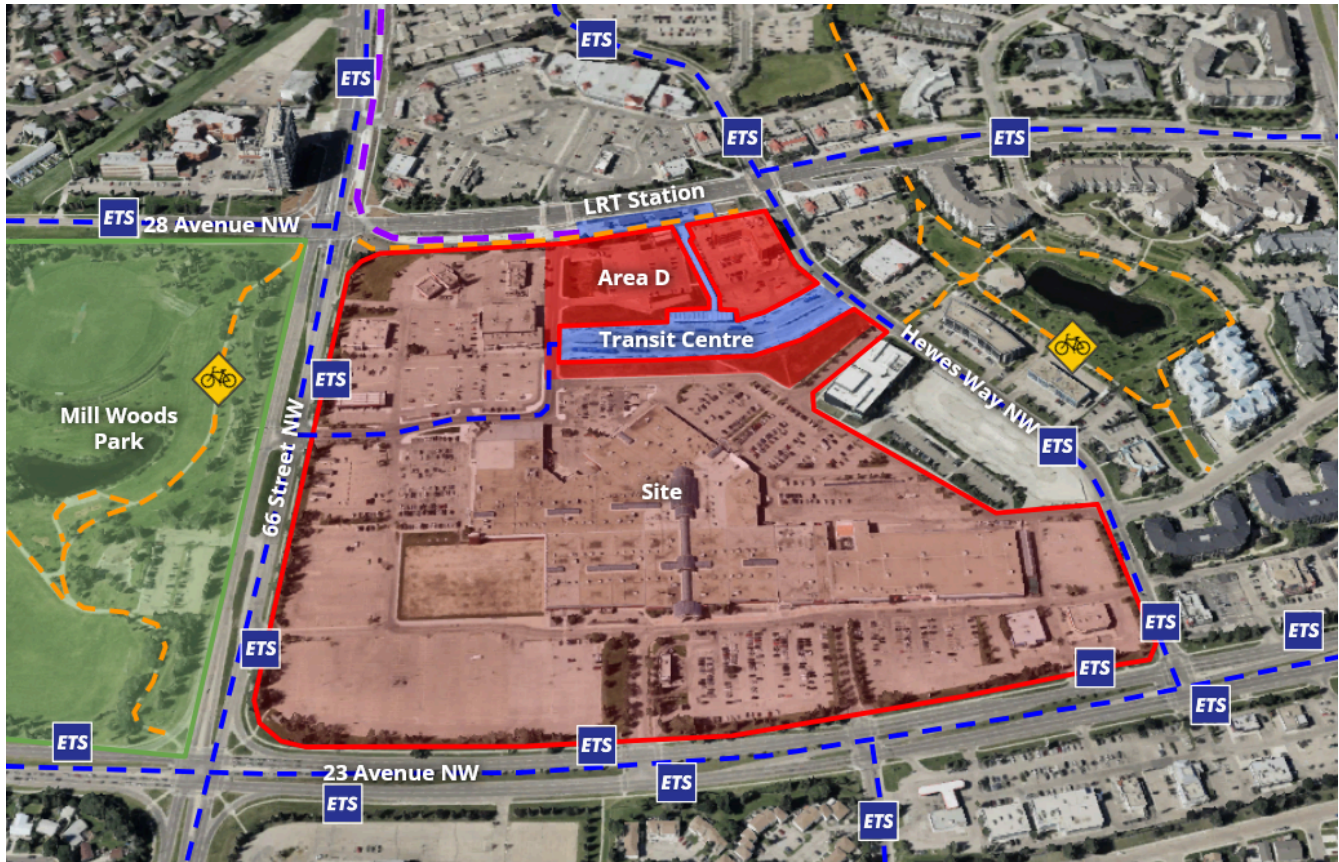 ETS
ETS
ETS
ETS
LRT Station
ETS
28 Avenue NW
Area D
Transit Centre
Hewes Way NW
ETS
Mill Woods
Park
66 Street NW
ETS
Site
ETS
ETS
ETS
ETS
ETS
ETS
ETS
23 Avenue NW
ETS
ETS
ETS